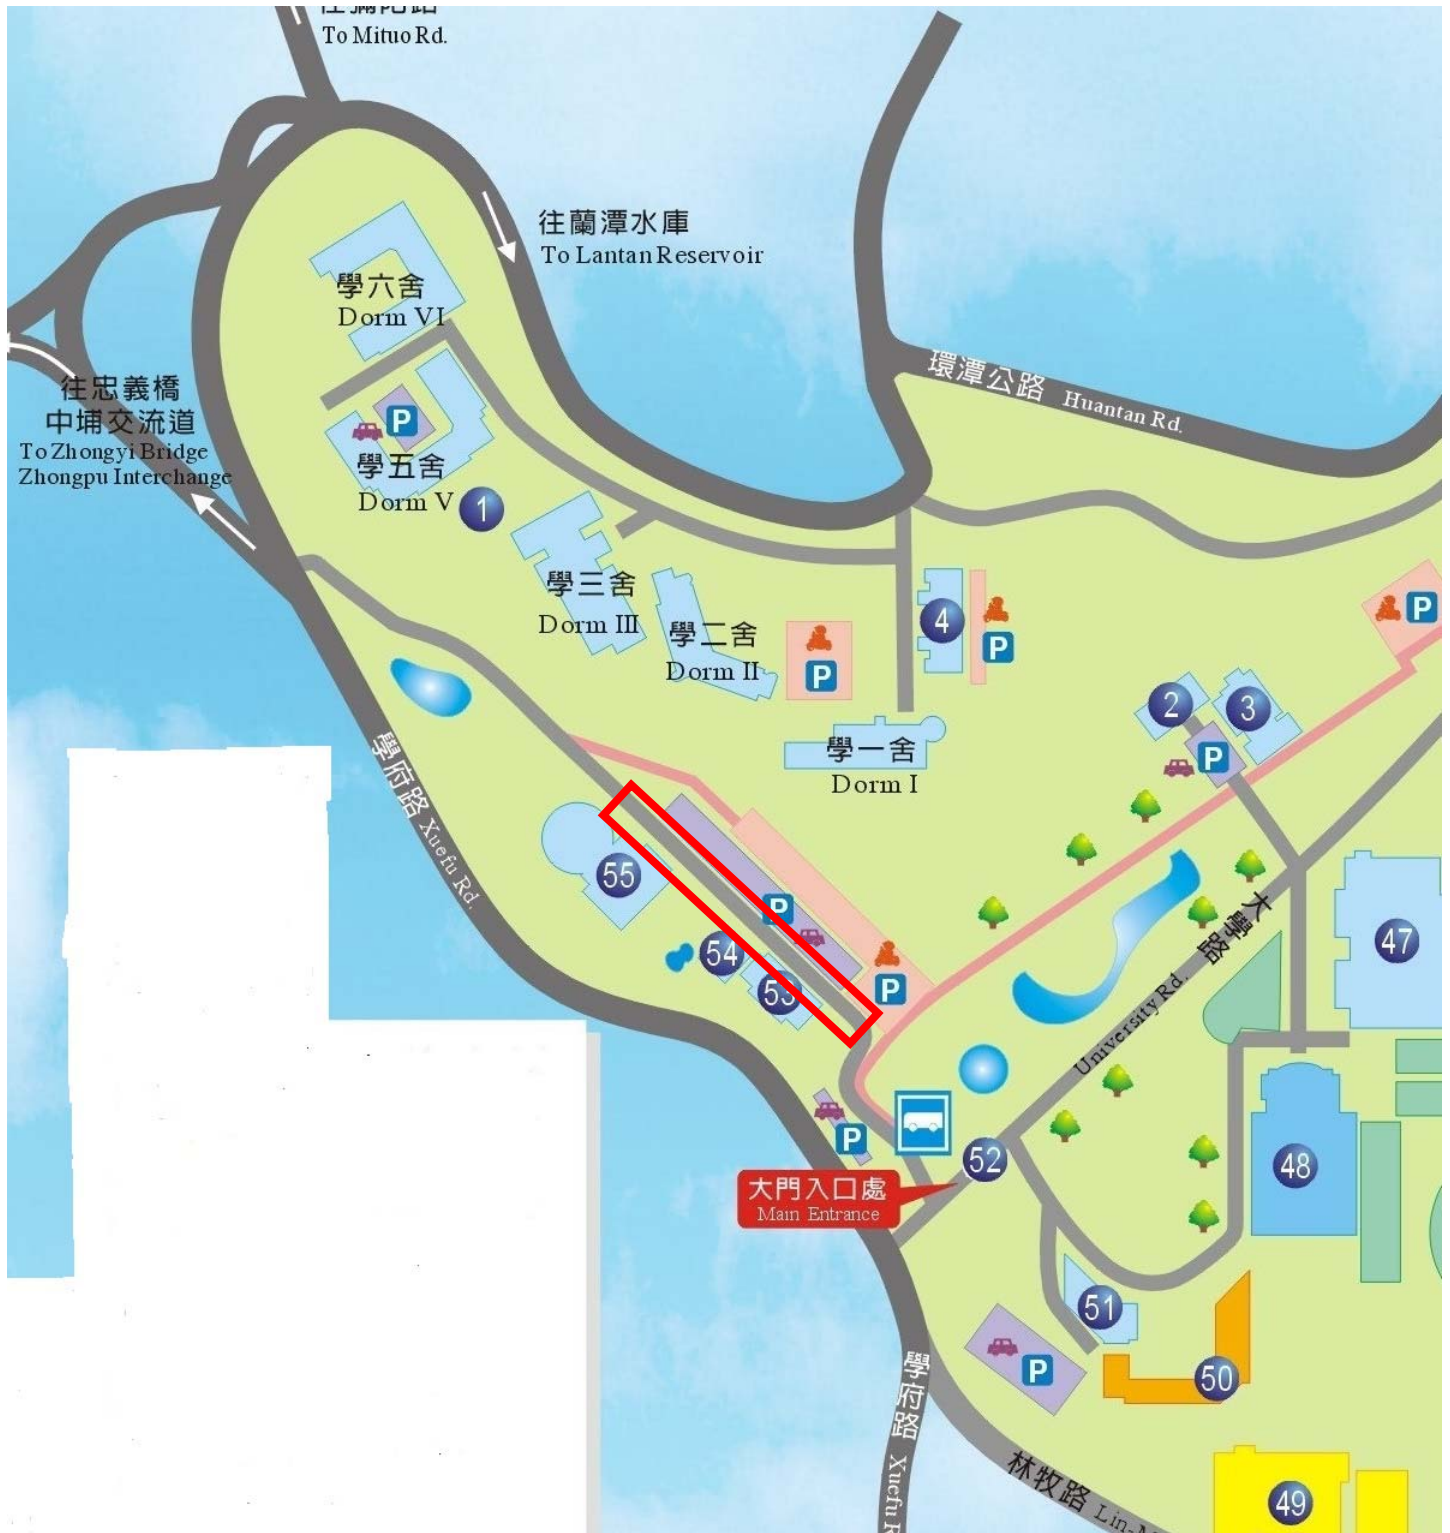 To Mituo Rd.
往蘭潭水庫
To Lantan Reservoir
學六舍
Dorm VI
環潭公路 Huantan Rd.
往忠義橋
中埔交流道
To Zhongyi Bridge
Zhongpu Interchange
P
學五舍
Dorm V
1
學三舍
Dorm III
學二舍
Dorm II
P
4
P
P
2
3
P
學一舍
Dorm I
學府路 Xuefu Rd.
55
P
54
53
P
大學路
University Rd.
47
P
52
48
大門入口處
Main Entrance
51
P
50
學府路 Xuefu
林牧路
49